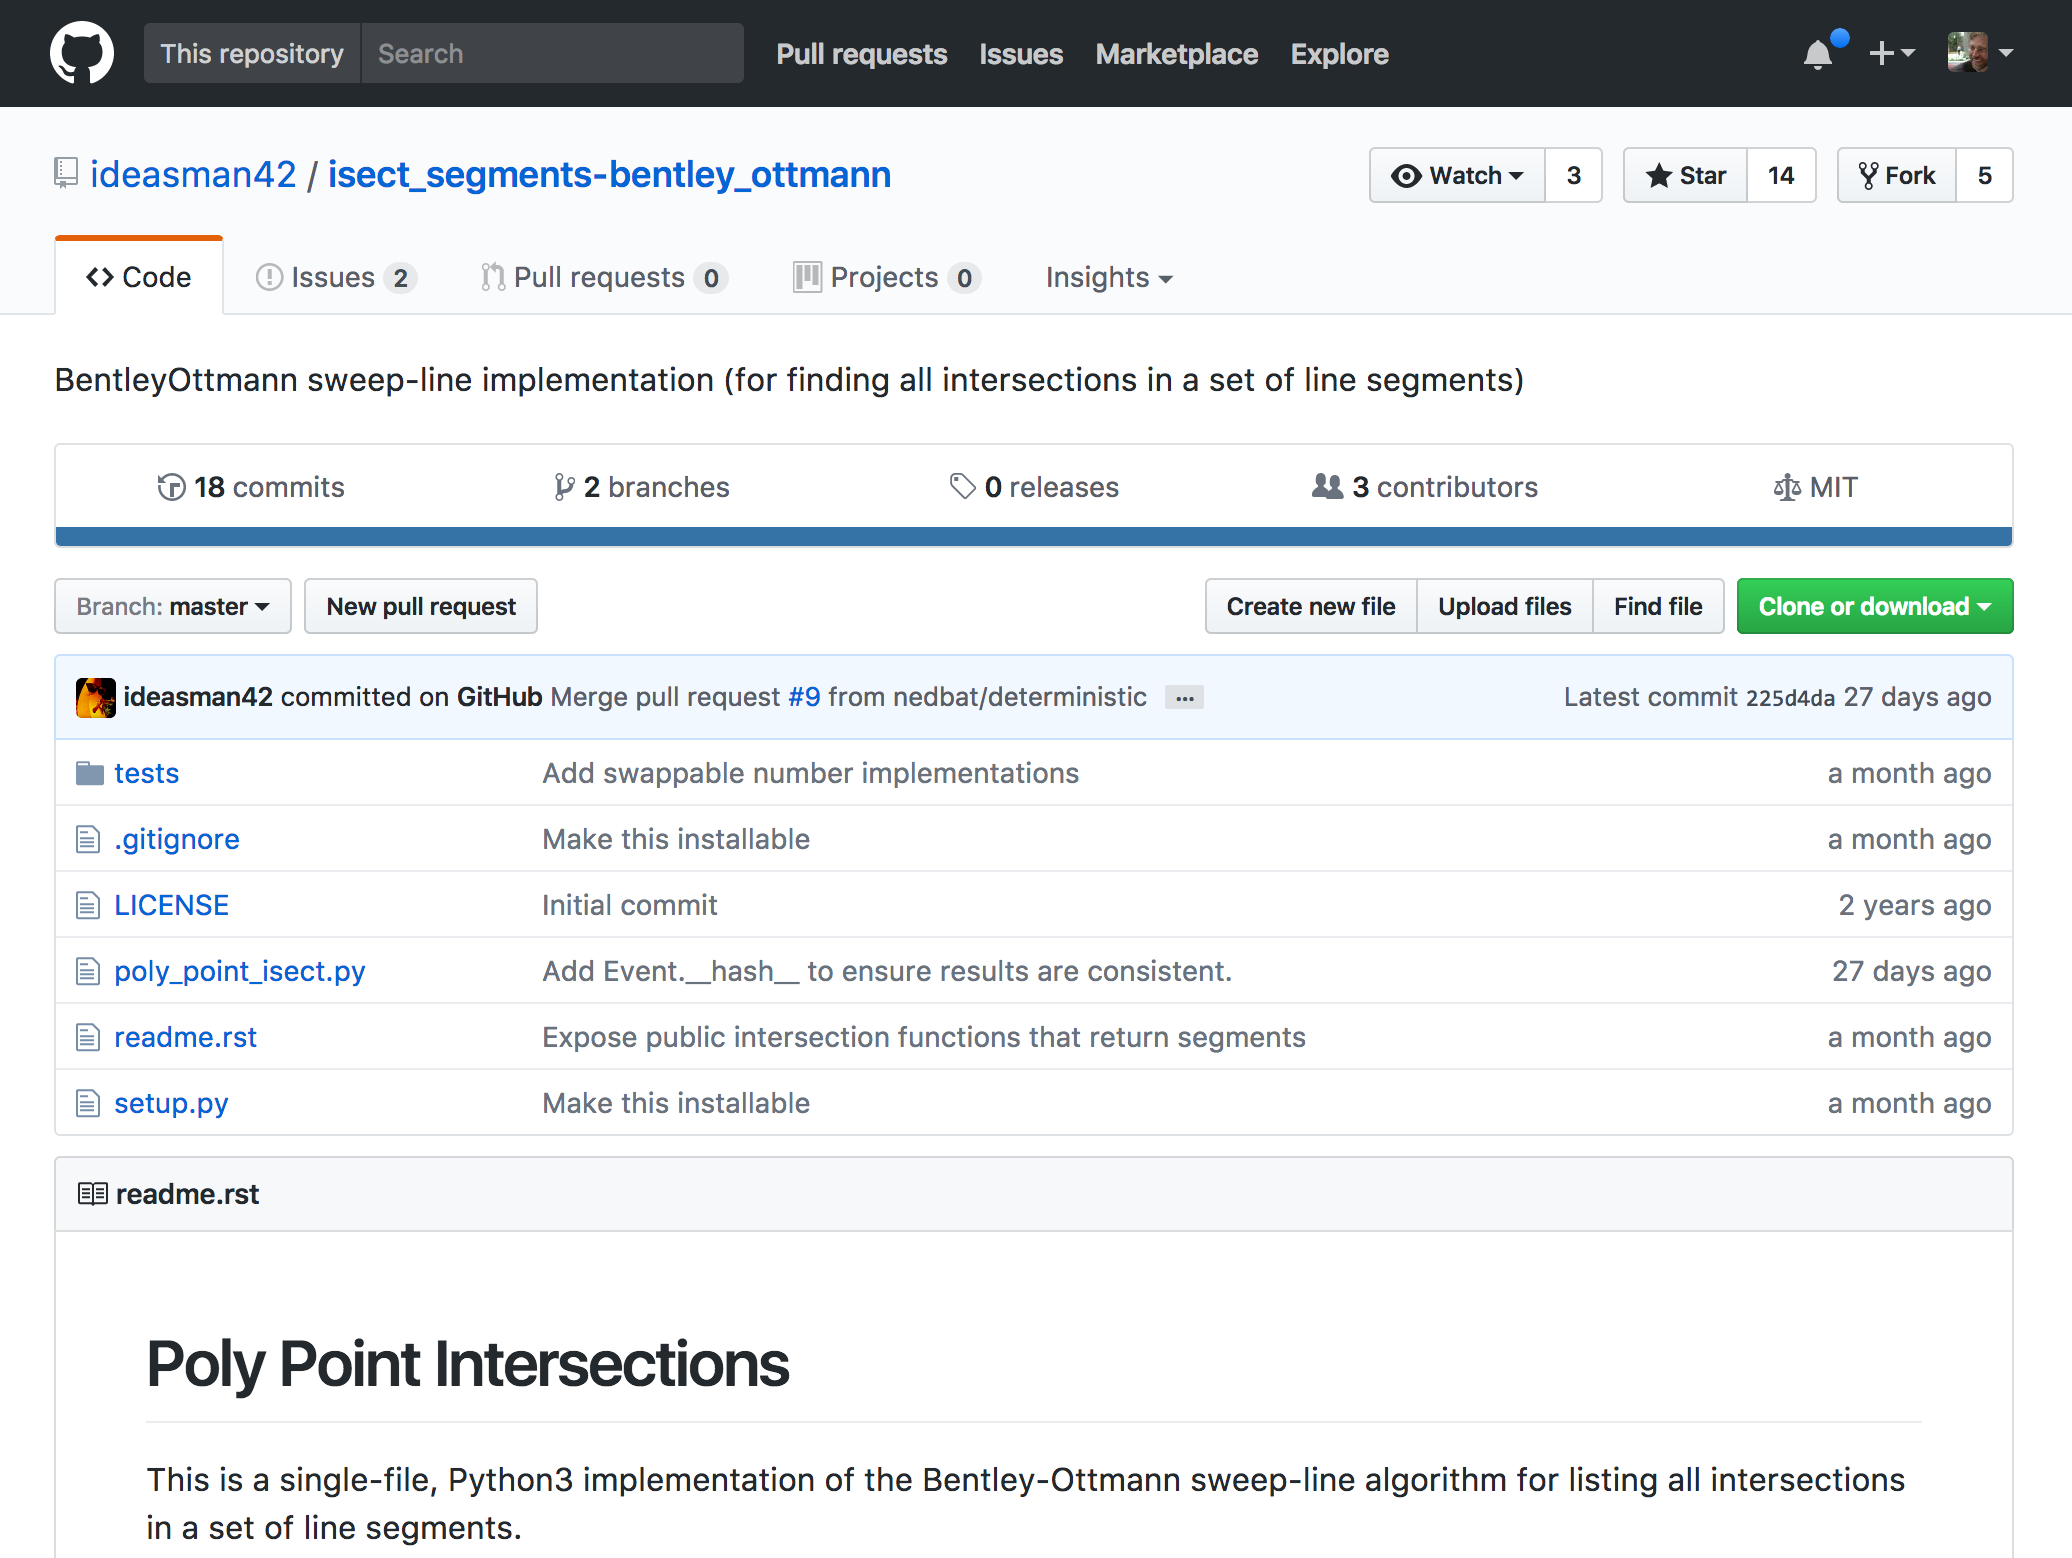 This repository Search Pull requests Issues Marketplace Explore
ideasman42 / isect_segments-bentley_ottmann Watch 3 Star 14 Fork 5
Code Issues 2 Pull requests 0 Projects 0 Insights
BentleyOttmann sweep-line implementation (for finding all intersections in a set of line segments)
18 commits 2 branches 0 releases 3 contributors MIT
Branch: master New pull request Create new file Upload files Find file Clone or download
ideasman42 committed on GitHub Merge pull request #9 from nedbat/deterministic ... Latest commit 225d4da 27 days ago
tests Add swappable number implementations a month ago
.gitignore Make this installable a month ago
LICENSE Initial commit 2 years ago
poly_point_isect.py Add Event.__hash__ to ensure results are consistent. 27 days ago
readme.rst Expose public intersection functions that return segments a month ago
setup.py Make this installable a month ago
readme.rst
Poly Point Intersections
This is a single-file, Python3 implementation of the Bentley-Ottmann sweep-line algorithm for listing all intersections
in a set of line segments.